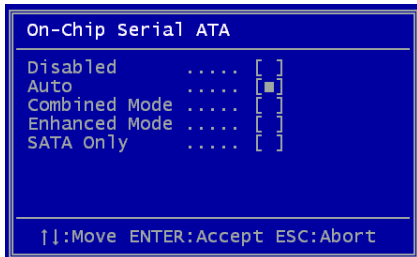 On-Chip Serial ATA
Disabled ..... [ ]
Auto ..... [■]
Combined Mode ..... [ ]
Enhanced Mode ..... [ ]
SATA Only ..... [ ]
↑↓:Move ENTER:Accept ESC:Abort